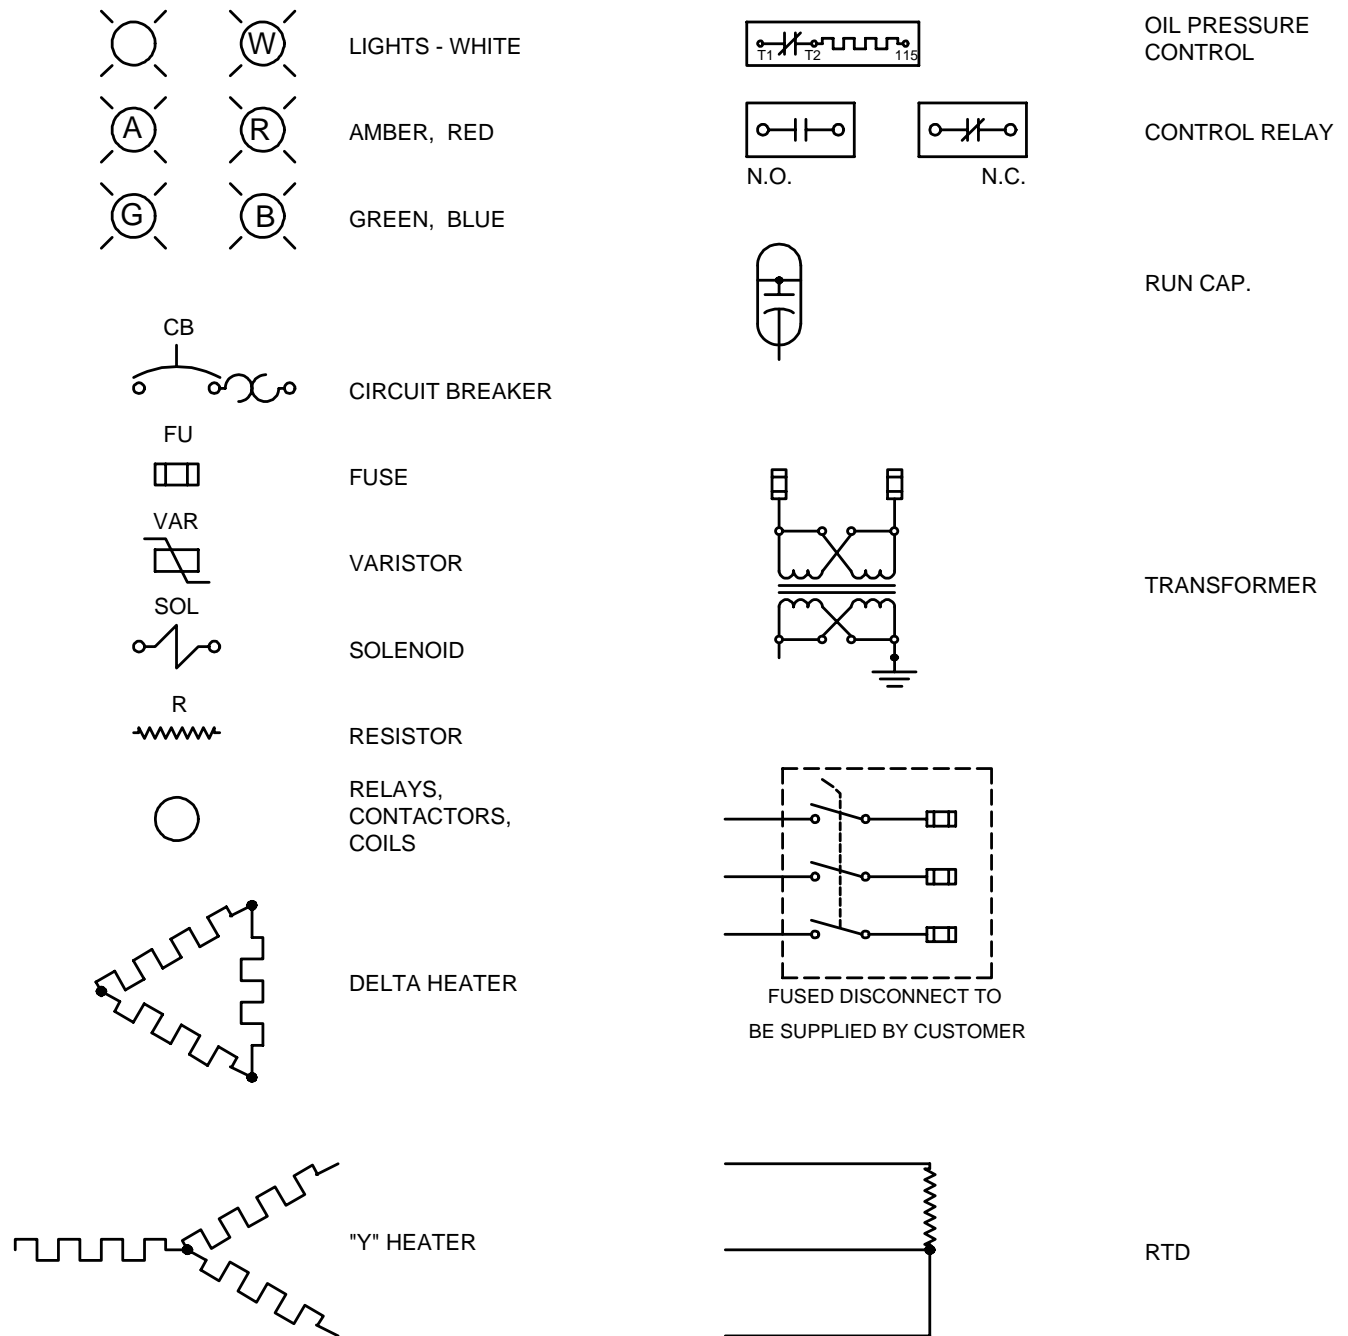 W LIGHTS - WHITE
A R AMBER, RED
G B GREEN, BLUE
CB
CIRCUIT BREAKER
FU
FUSE
VAR
VARISTOR
SOL
SOLENOID
R
RESISTOR
RELAYS,
CONTACTORS,
COILS
DELTA HEATER
"Y" HEATER
OIL PRESSURE
CONTROL
T1 T2 115
CONTROL RELAY
N.O. N.C.
RUN CAP.
TRANSFORMER
FUSED DISCONNECT TO
BE SUPPLIED BY CUSTOMER
RTD